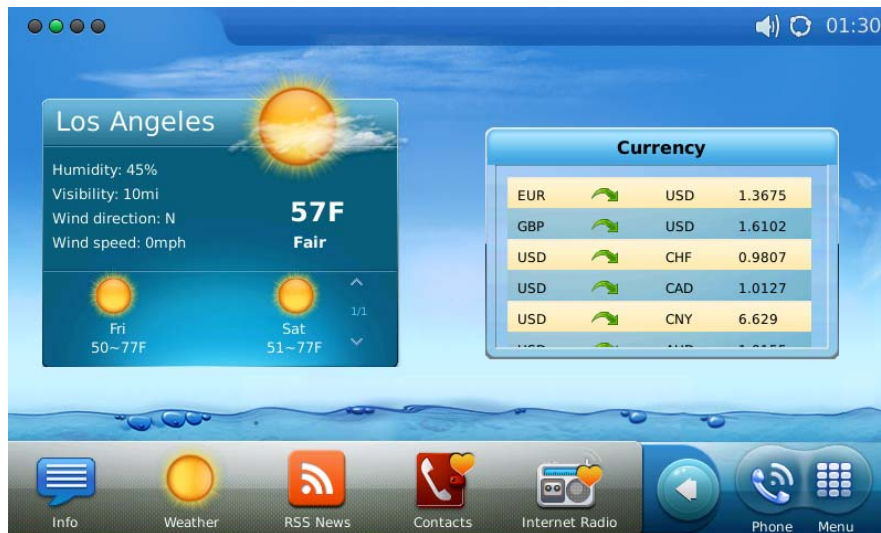 01:30
Los Angeles
Humidity: 45%
Visibility: 10mi
Wind direction: N
Wind speed: 0mph
57F
Fair
Fri
50~77F
Sat
51~77F
1/1
Currency
EUR USD 1.3675
GBP USD 1.6102
USD CHF 0.9807
USD CAD 1.0127
USD CNY 6.629
Info Weather RSS News Contacts Internet Radio Phone Menu